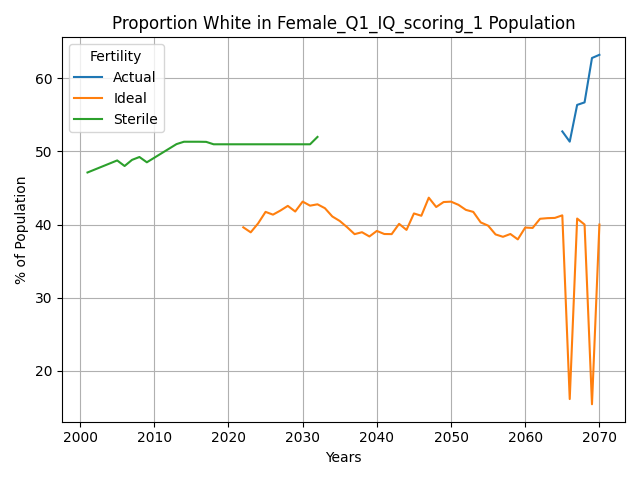 Proportion White in Female_Q1_IQ_scoring_1 Population
Fertility
Actual
Ideal
Sterile
% of Population
60
50
40
30
20
2000 2010 2020 2030 2040 2050 2060 2070
Years